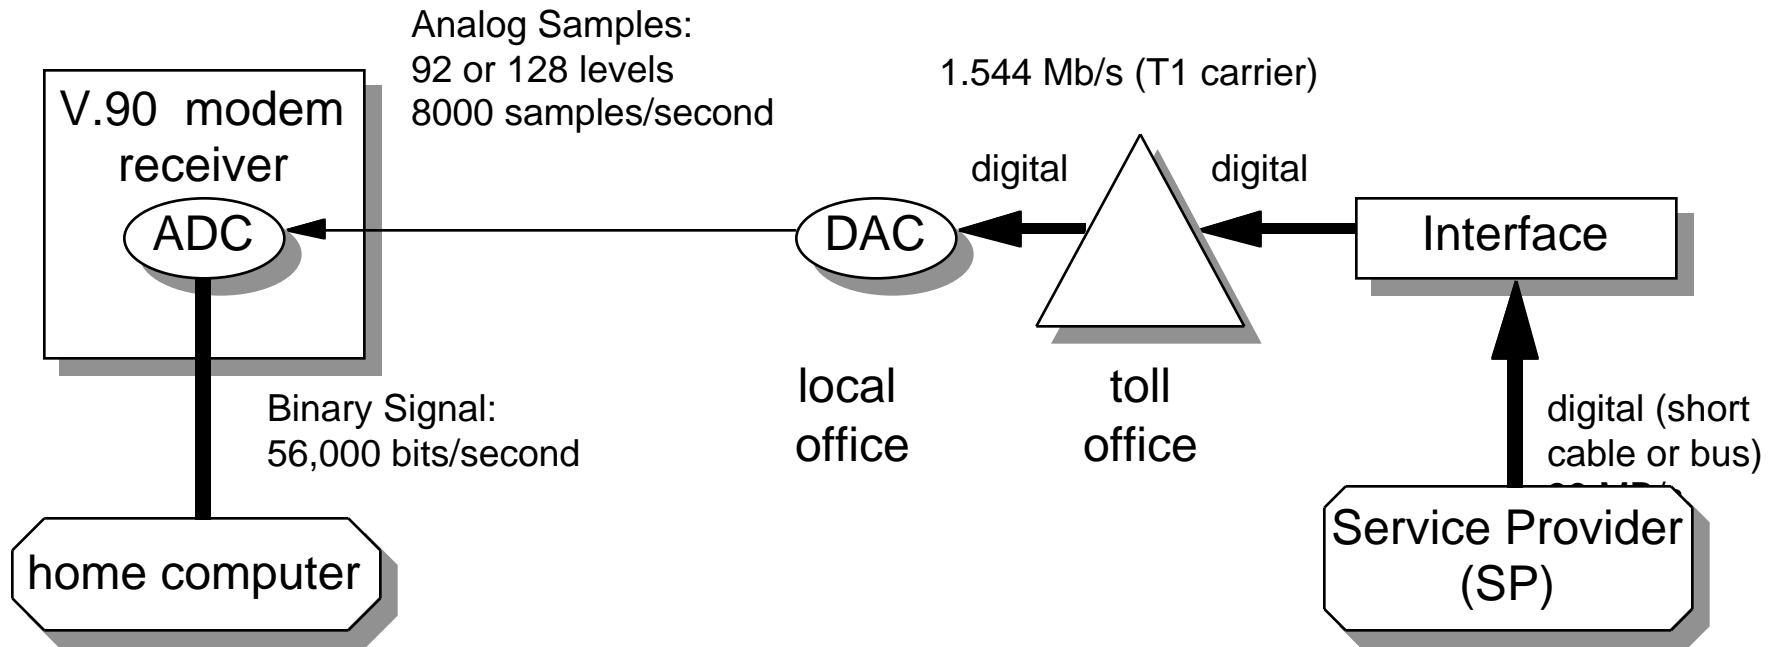 Analog Samples:
92 or 128 levels
8000 samples/second
1.544 Mb/s (T1 carrier)
V.90 modem
receiver
ADC
digital
digital
DAC
Interface
local
office
toll
office
Binary Signal:
56,000 bits/second
digital (short
cable or bus)
home computer
Service Provider
(SP)